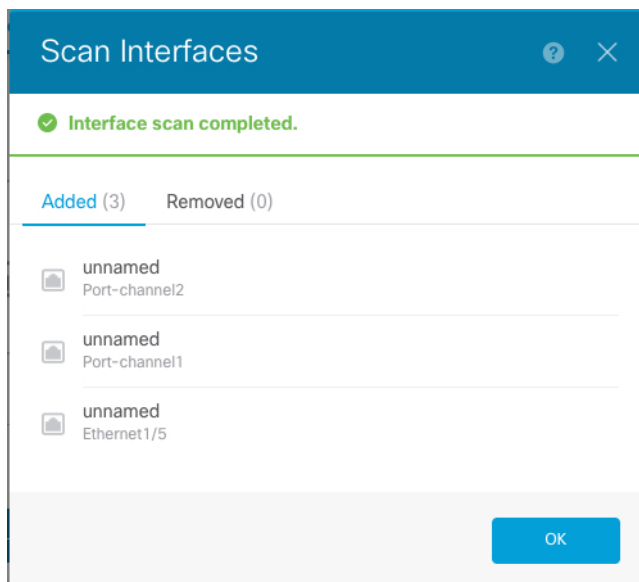 Scan Interfaces
Interface scan completed.
Added (3) Removed (0)
unnamed
Port-channel2
unnamed
Port-channel1
unnamed
Ethernet1/5
OK